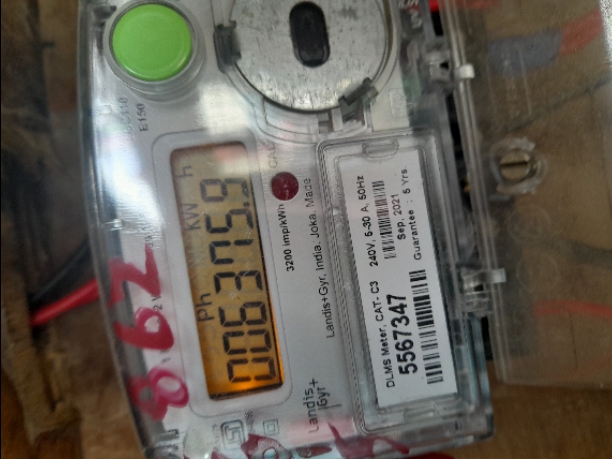 862
E150
Ph KW h
006375.9
3200 imp/kWh
Landis+
Gyr+
Landis+Gyr, India. Joka, Made
DLMS Meter, CAT. C3 240V, 5-30 A, 50Hz
5567347
Sep, 2021
Guarantee : 5 Yrs.